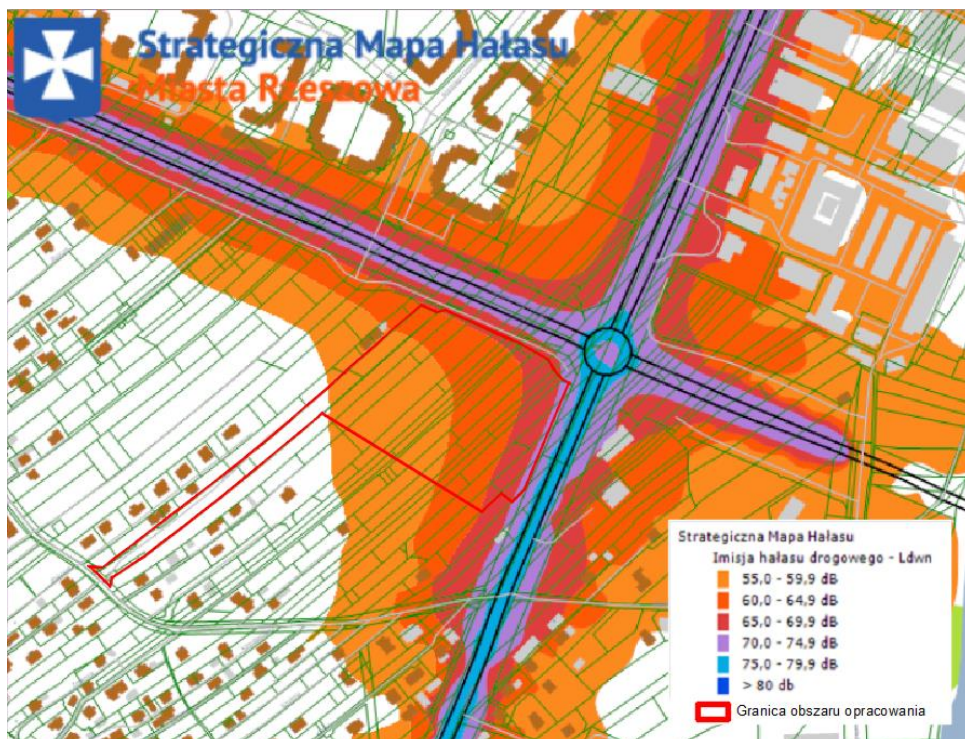 Strategiczna Mapa Hałasu
Miasta Rzeszowa
Strategiczna Mapa Hałasu
Imisja hałasu drogowego - Ldwn
55,0 - 59,9 dB
60,0 - 64,9 dB
65,0 - 69,9 dB
70,0 - 74,9 dB
75,0 - 79,9 dB
> 80 db
Granica obszaru opracowania